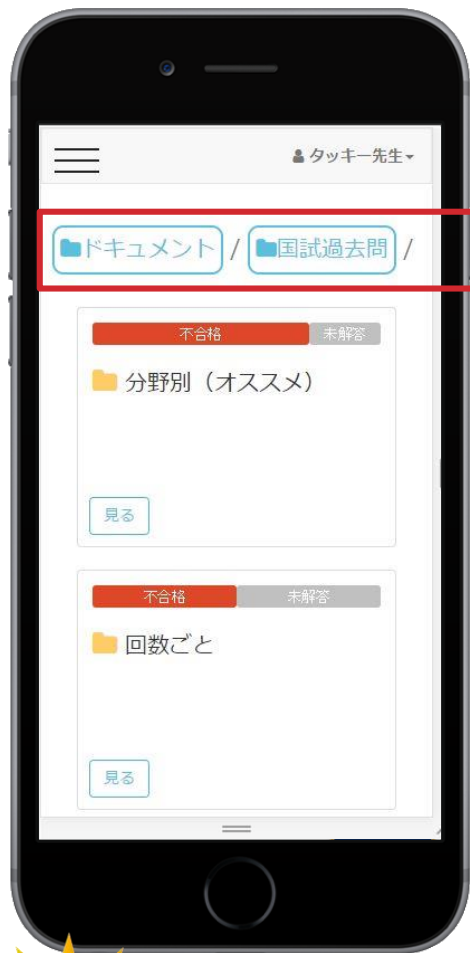 タッキー先生
ドキュメント / 国試過去問 /
不合格 未解答
分野別（オススメ）
見る
不合格 未解答
回数ごと
見る